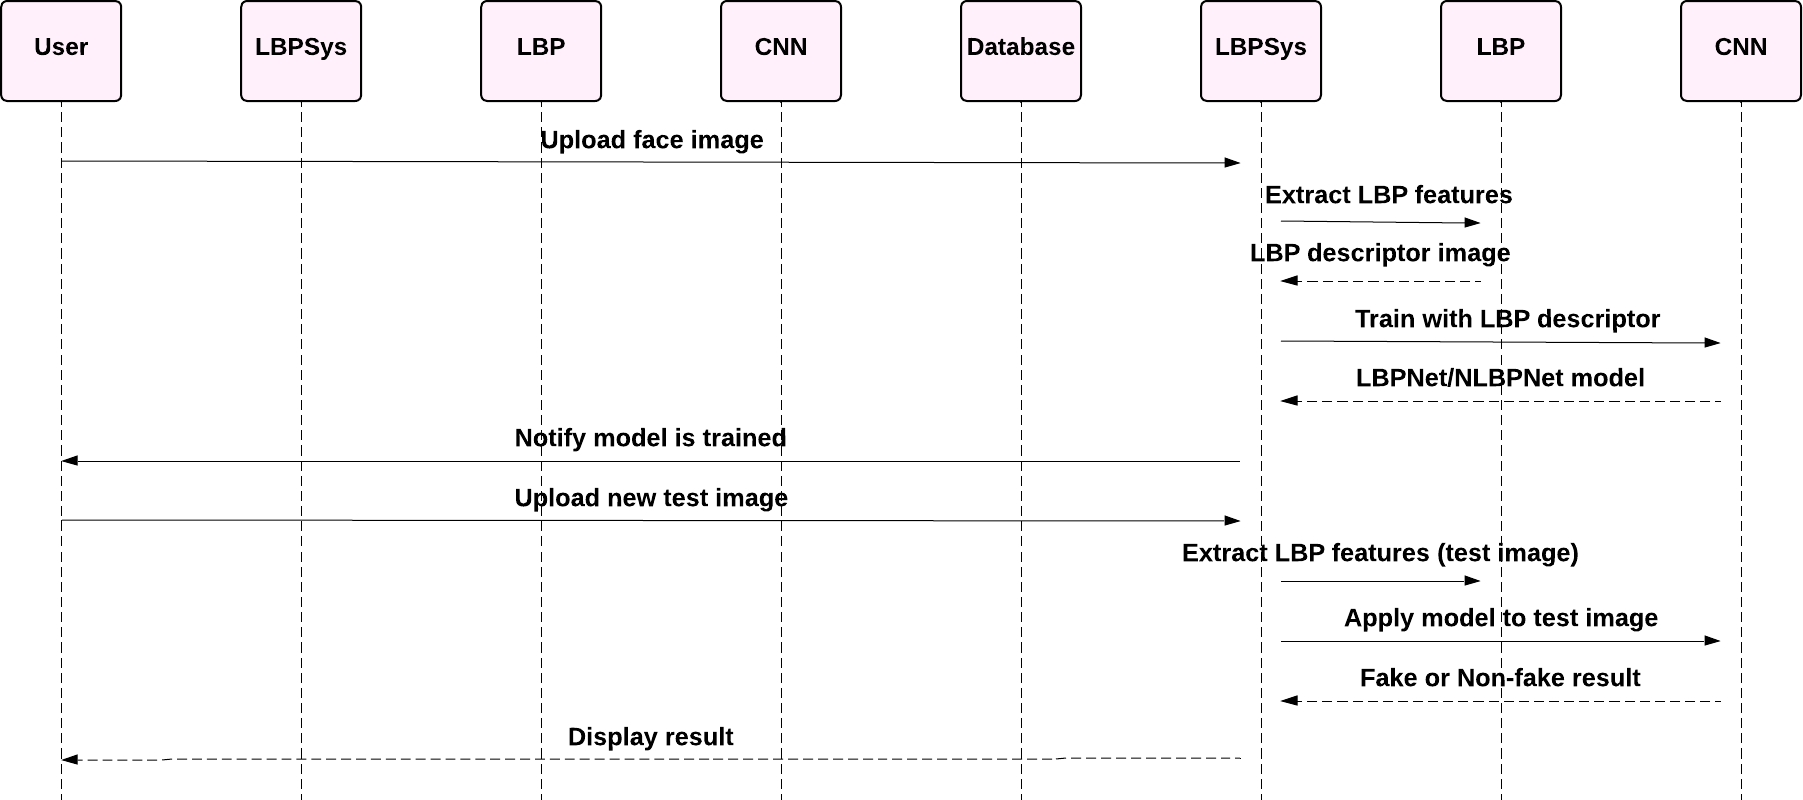 User
LBPSys
LBP
CNN
Database
LBPSys
LBP
CNN
Upload face image
Extract LBP features
LBP descriptor image
Train with LBP descriptor
LBPNet/NLBPNet model
Notify model is trained
Upload new test image
Extract LBP features (test image)
Apply model to test image
Fake or Non-fake result
Display result